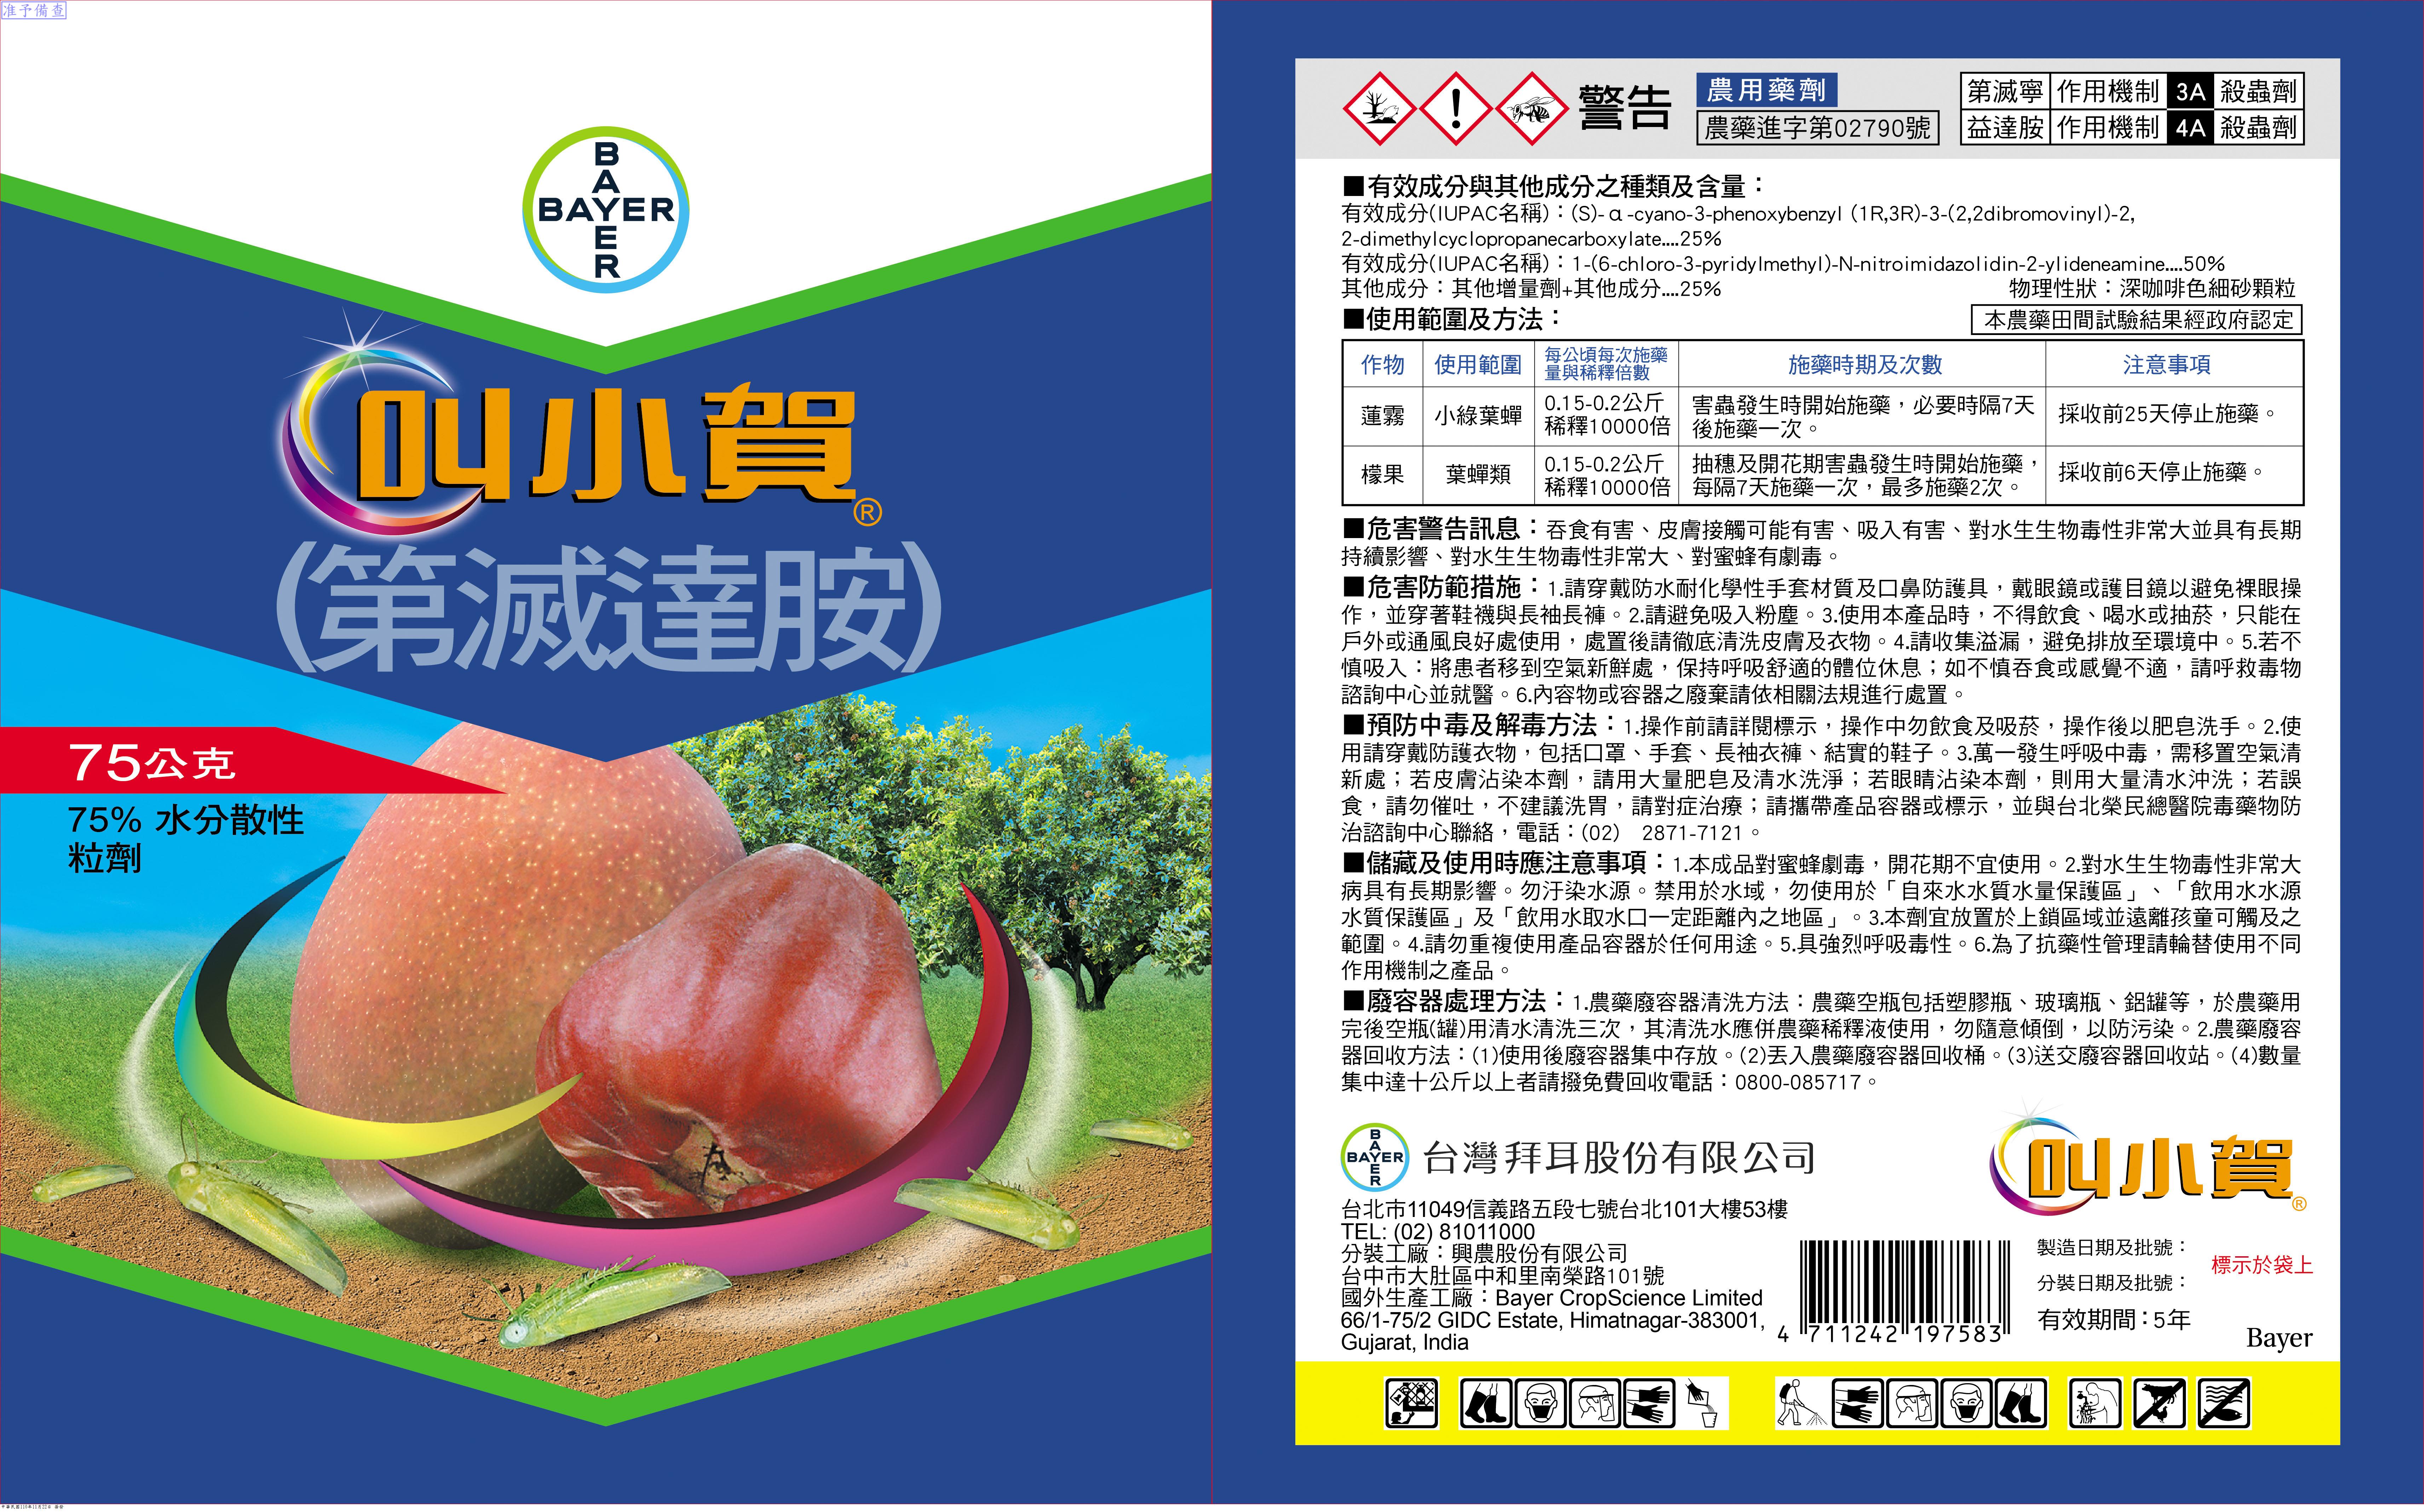 准予備查
BAYER
BAYER
叫小賀®
(第滅達胺)
75公克
75% 水分散性
粒劑
警告
農用藥劑
農藥進字第02790號
第滅寧 作用機制 3A 殺蟲劑
益達胺 作用機制 4A 殺蟲劑
■有效成分與其他成分之種類及含量：
有效成分(IUPAC名稱)：(S)-α-cyano-3-phenoxybenzyl (1R,3R)-3-(2,2dibromovinyl)-2,
2-dimethylcyclopropanecarboxylate....25%
有效成分(IUPAC名稱)：1-(6-chloro-3-pyridylmethyl)-N-nitroimidazolidin-2-ylideneamine....50%
其他成分：其他增量劑+其他成分....25% 物理性狀：深咖啡色細砂顆粒
■使用範圍及方法：
本農藥田間試驗結果經政府認定
作物 使用範圍 每公頃每次施藥量與稀釋倍數 施藥時期及次數 注意事項
蓮霧 小綠葉蟬 0.15-0.2公斤 稀釋10000倍 害蟲發生時開始施藥，必要時隔7天後施藥一次。 採收前25天停止施藥。
檬果 葉蟬類 0.15-0.2公斤 稀釋10000倍 抽穗及開花期害蟲發生時開始施藥，每隔7天施藥一次，最多施藥2次。 採收前6天停止施藥。
■危害警告訊息：吞食有害、皮膚接觸可能有害、吸入有害、對水生生物毒性非常大並具有長期
持續影響、對水生生物毒性非常大、對蜜蜂有劇毒。
■危害防範措施：1.請穿戴防水耐化學性手套材質及口鼻防護具，戴眼鏡或護目鏡以避免裸眼操
作，並穿著鞋襪與長袖長褲。2.請避免吸入粉塵。3.使用本產品時，不得飲食、喝水或抽菸，只能在
戶外或通風良好處使用，處置後請徹底清洗皮膚及衣物。4.請收集溢漏，避免排放至環境中。5.若不
慎吸入：將患者移到空氣新鮮處，保持呼吸舒適的體位休息；如不慎吞食或感覺不適，請呼救毒物
諮詢中心並就醫。6.內容物或容器之廢棄請依相關法規進行處置。
■預防中毒及解毒方法：1.操作前請詳閱標示，操作中勿飲食及吸菸，操作後以肥皂洗手。2.使
用請穿戴防護衣物，包括口罩、手套、長袖衣褲、結實的鞋子。3.萬一發生呼吸中毒，需移置空氣清
新處；若皮膚沾染本劑，請用大量肥皂及清水洗淨；若眼睛沾染本劑，則用大量清水沖洗；若誤
食，請勿催吐，不建議洗胃，請對症治療；請攜帶產品容器或標示，並與台北榮民總醫院毒藥物防
治諮詢中心聯絡，電話：(02) 2871-7121。
■儲藏及使用時應注意事項：1.本成品對蜜蜂劇毒，開花期不宜使用。2.對水生生物毒性非常大
病具有長期影響。勿汙染水源。禁用於水域，勿使用於「自來水水質水量保護區」、「飲用水水源
水質保護區」及「飲用水取水口一定距離內之地區」。3.本劑宜放置於上鎖區域並遠離孩童可觸及之
範圍。4.請勿重複使用產品容器於任何用途。5.具強烈呼吸毒性。6.為了抗藥性管理請輪替使用不同
作用機制之產品。
■廢容器處理方法：1.農藥廢容器清洗方法：農藥空瓶包括塑膠瓶、玻璃瓶、鋁罐等，於農藥用
完後空瓶(罐)用清水清洗三次，其清洗水應併農藥稀釋液使用，勿隨意傾倒，以防污染。2.農藥廢容
器回收方法：(1)使用後廢容器集中存放。(2)丟入農藥廢容器回收桶。(3)送交廢容器回收站。(4)數量
集中達十公斤以上者請撥免費回收電話：0800-085717。
BAYER
BAYER
台灣拜耳股份有限公司
叫小賀®
台北市11049信義路五段七號台北101大樓53樓
TEL: (02) 81011000
分裝工廠：興農股份有限公司
台中市大肚區中和里南榮路101號
國外生產工廠：Bayer CropScience Limited
66/1-75/2 GIDC Estate, Himatnagar-383001,
Gujarat, India
4 711242 197583
製造日期及批號：
分裝日期及批號：
標示於袋上
有效期間：5年
Bayer